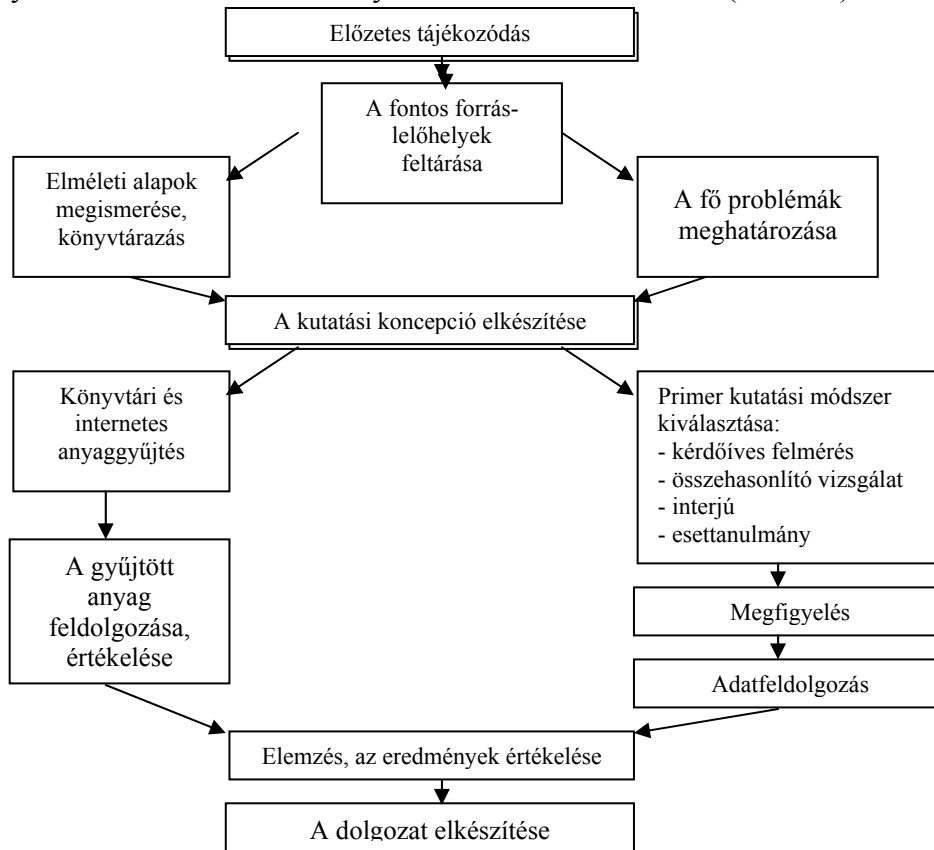 Előzetes tájékozódás
A fontos forrás-
lelőhelyek
feltárása
Elméleti alapok
megismerése,
könyvtárazás
A fő problémák
meghatározása
A kutatási koncepció elkészítése
Könyvtári és
internetes
anyaggyűjtés
Primer kutatási módszer
kiválasztása:
- kérdőíves felmérés
- összehasonlító vizsgálat
- interjú
- esettanulmány
A gyűjtött
anyag
feldolgozása,
értékelése
Megfigyelés
Adatfeldolgozás
Elemzés, az eredmények értékelése
A dolgozat elkészítése